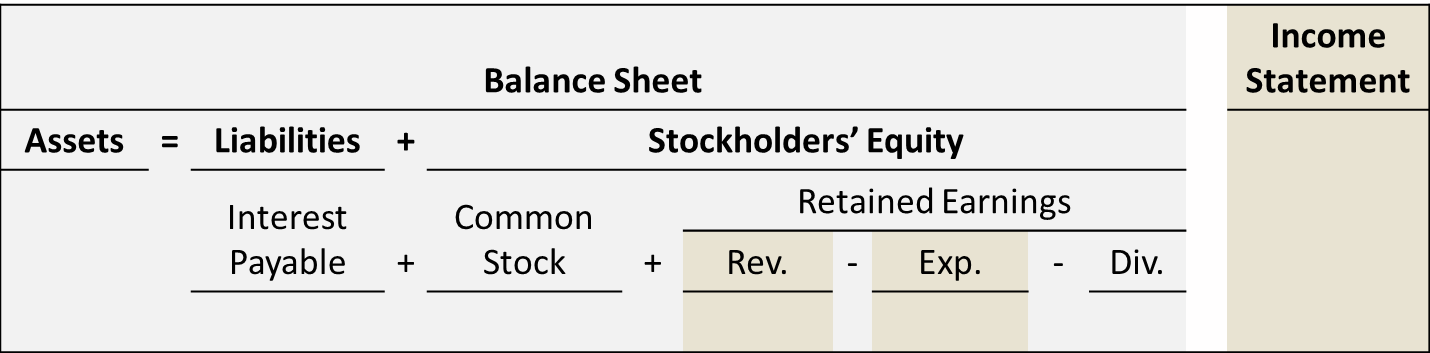 Income
Statement
Balance Sheet
Assets = Liabilities + Stockholders’ Equity
Retained Earnings
Interest Common
Payable + Stock + Rev. - Exp. - Div.